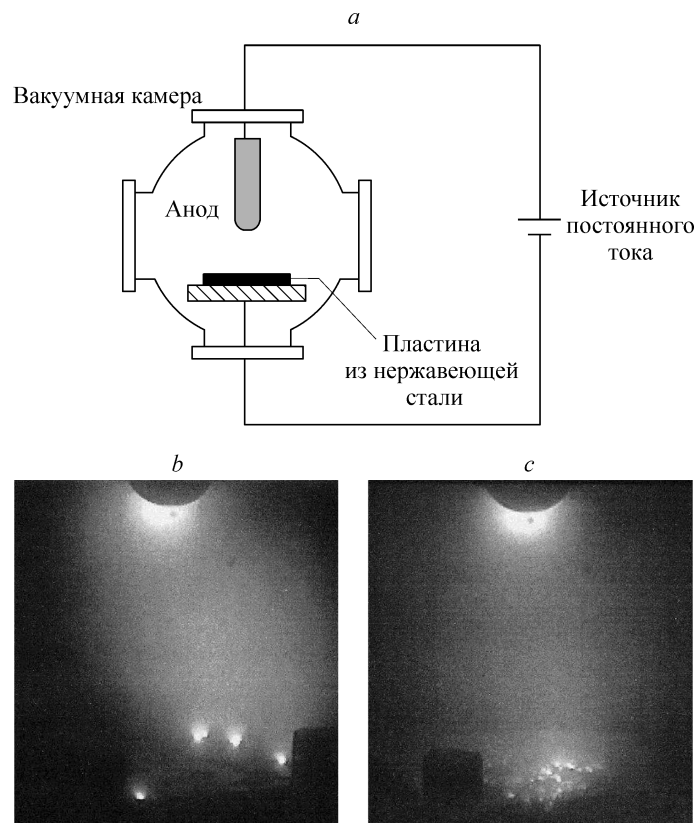 a
Вакуумная камера
Анод
Источник
постоянного
тока
Пластина
из нержавеющей
стали
b
c